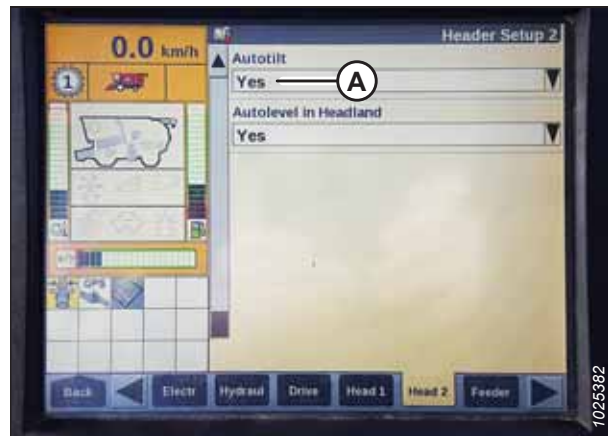 0.0 km/h
Header Setup 2
Autotilt
1
Yes
A
Autolevel in Headland
Yes
GPS
Back
Electr
Hydraul
Drive
Head 1
Head 2
Feeder
1025382